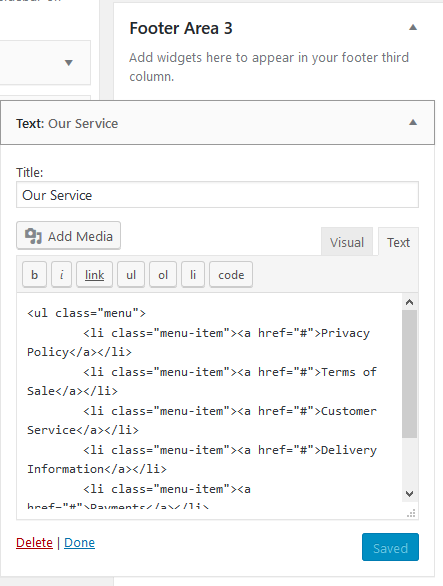 Footer Area 3
Add widgets here to appear in your footer third
column.
Text: Our Service
Title:
Our Service
Add Media
Visual
Text
b
i
link
ul
ol
li
code
<ul class="menu">
<li class="menu-item"><a href="#">Privacy
Policy</a></li>
<li class="menu-item"><a href="#">Terms of
Sale</a></li>
<li class="menu-item"><a href="#">Customer
Service</a></li>
<li class="menu-item"><a href="#">Delivery
Information</a></li>
<li class="menu-item"><a
href="#">Payments</a></li>
Delete | Done
Saved